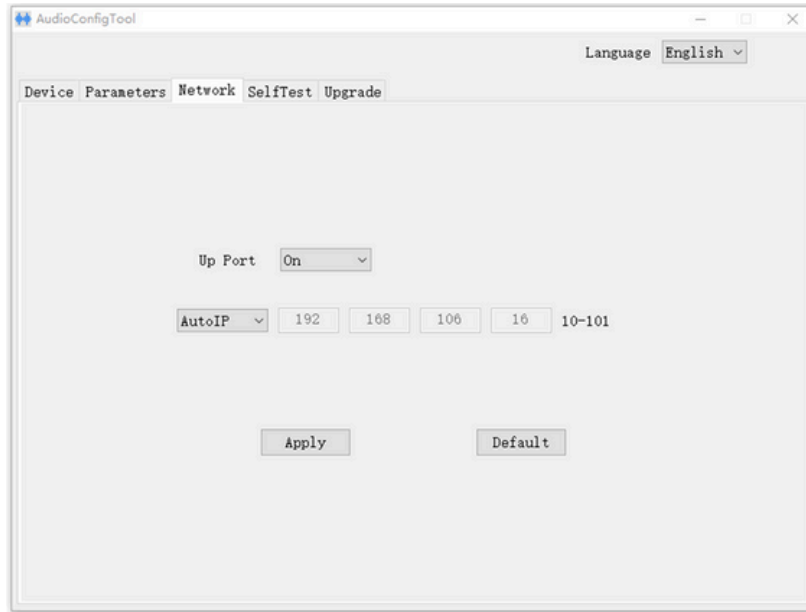 AudioConfigTool
Language English
Device Parameters Network SelfTest Upgrade
Up Port On
AutoIP 192 168 106 16 10-101
Apply Default